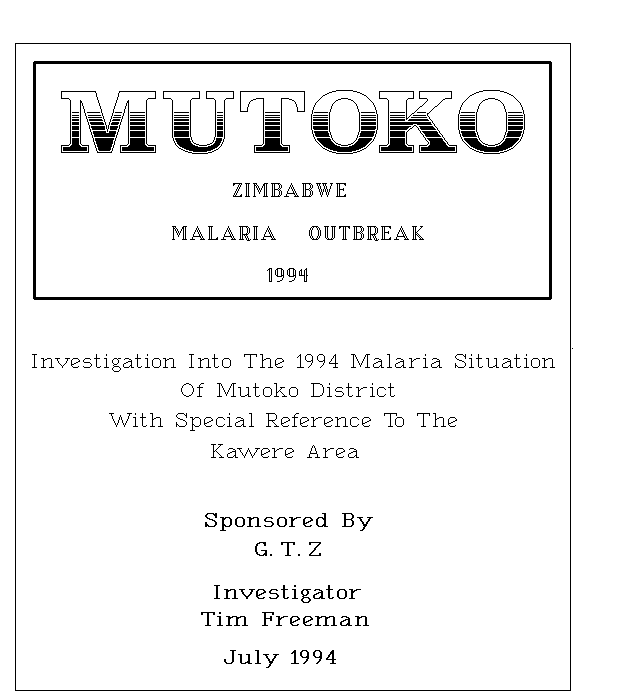 MUTOKO
ZIMBABWE
MALARIA OUTBREAK
1994
Investigation Into The 1994 Malaria Situation
Of Mutoko District
With Special Reference To The
Kawere Area
Sponsored By
G.T.Z
Investigator
Tim Freeman
July 1994